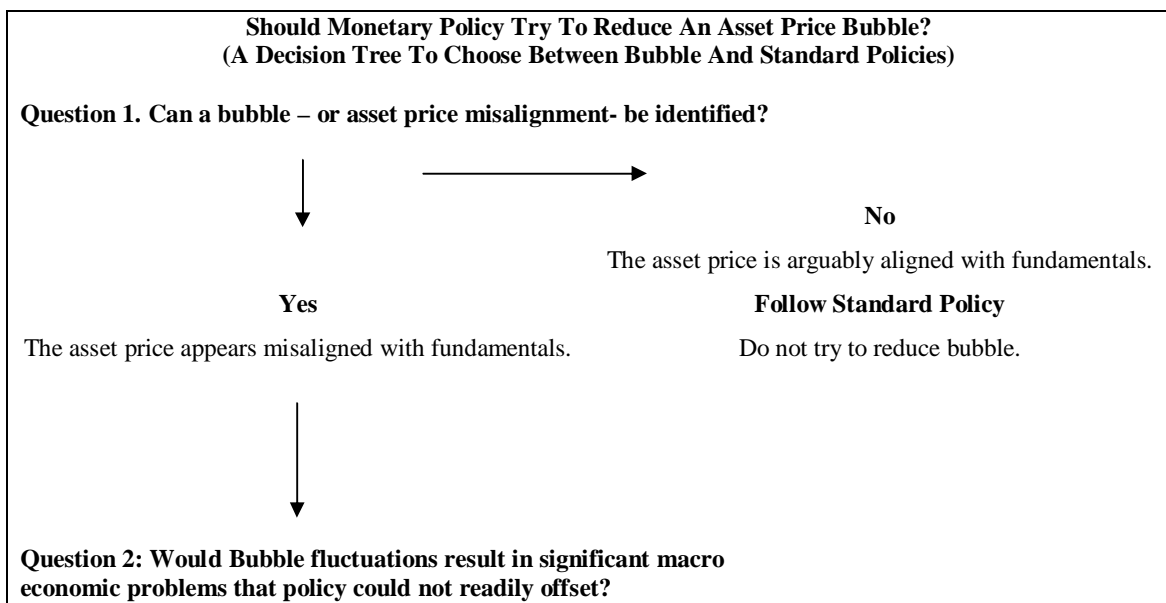 Should Monetary Policy Try To Reduce An Asset Price Bubble?
(A Decision Tree To Choose Between Bubble And Standard Policies)
Question 1. Can a bubble – or asset price misalignment- be identified?
No
The asset price is arguably aligned with fundamentals.
Yes
Follow Standard Policy
The asset price appears misaligned with fundamentals.
Do not try to reduce bubble.
Question 2: Would Bubble fluctuations result in significant macro
economic problems that policy could not readily offset?